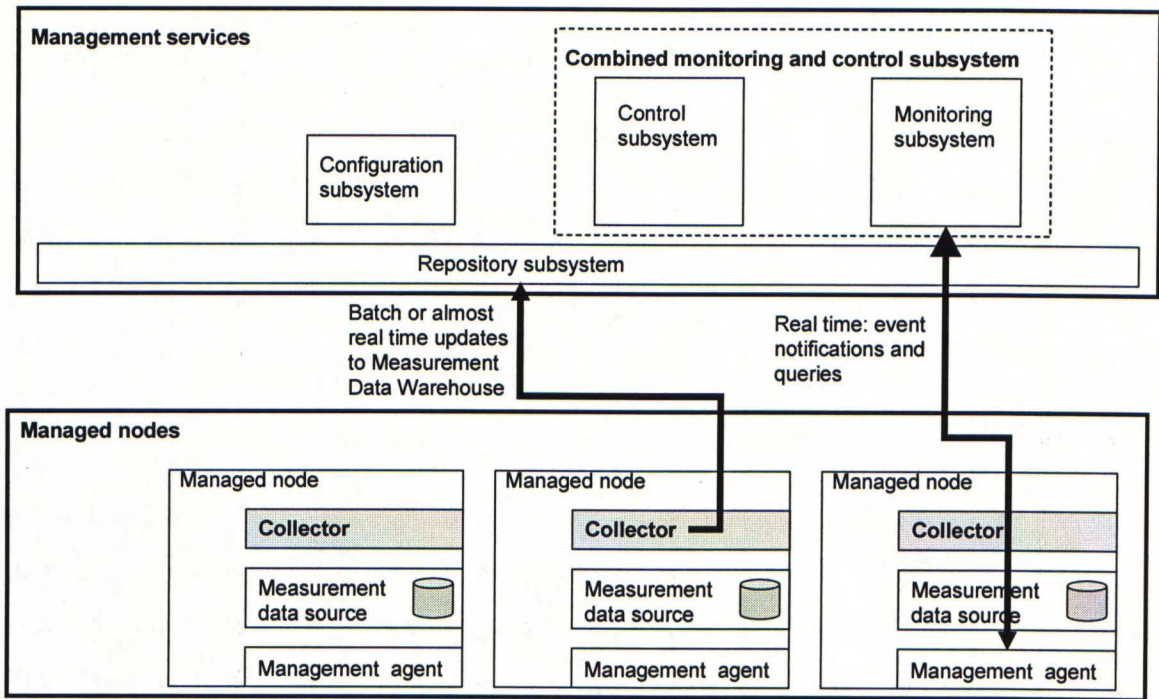 Management services
Combined monitoring and control subsystem
Control
subsystem
Monitoring
subsystem
Configuration
subsystem
Repository subsystem
Batch or almost
real time updates
to Measurement
Data Warehouse
Real time: event
notifications and
queries
Managed nodes
Managed node
Collector
Measurement
data source
Management agent
Managed node
Collector
Measurement
data source
Management agent
Managed node
Collector
Measurement
data source
Management agent